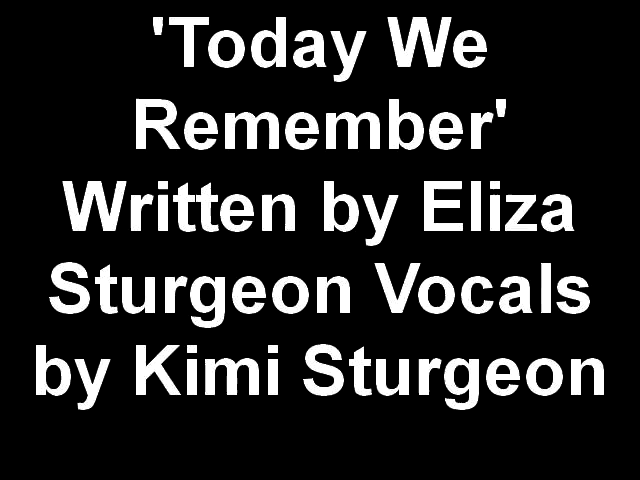 'Today We
Remember'
Written by Eliza
Sturgeon Vocals
by Kimi Sturgeon